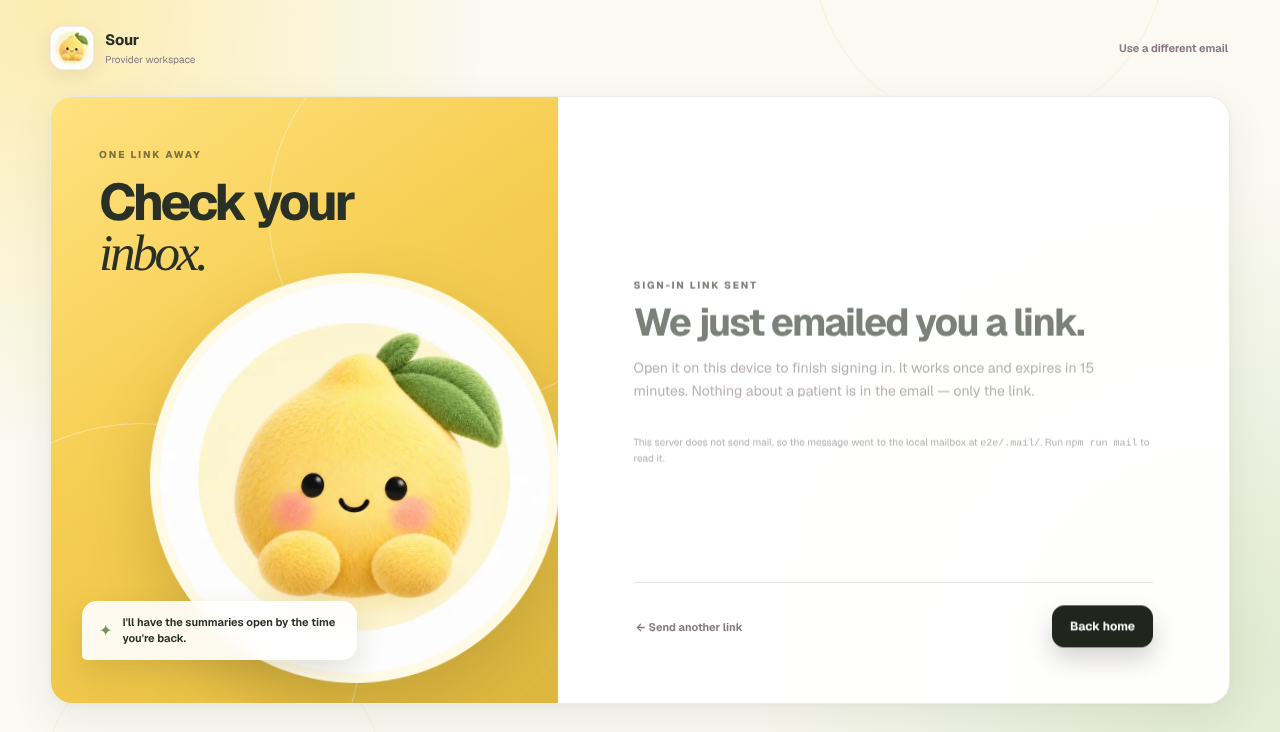 Sour
Provider workspace
Use a different email
ONE LINK AWAY
Check your
inbox.
I'll have the summaries open by the time
you're back.
SIGN-IN LINK SENT
We just emailed you a link.
Open it on this device to finish signing in. It works once and expires in 15
minutes. Nothing about a patient is in the email — only the link.
This server does not send mail, so the message went to the local mailbox at e2e/.mail/. Run npm run mail to
read it.
← Send another link
Back home